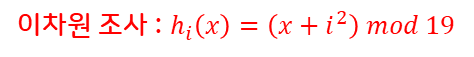 이차원 조사 : hᵢ(x) = (x + i²) mod 19